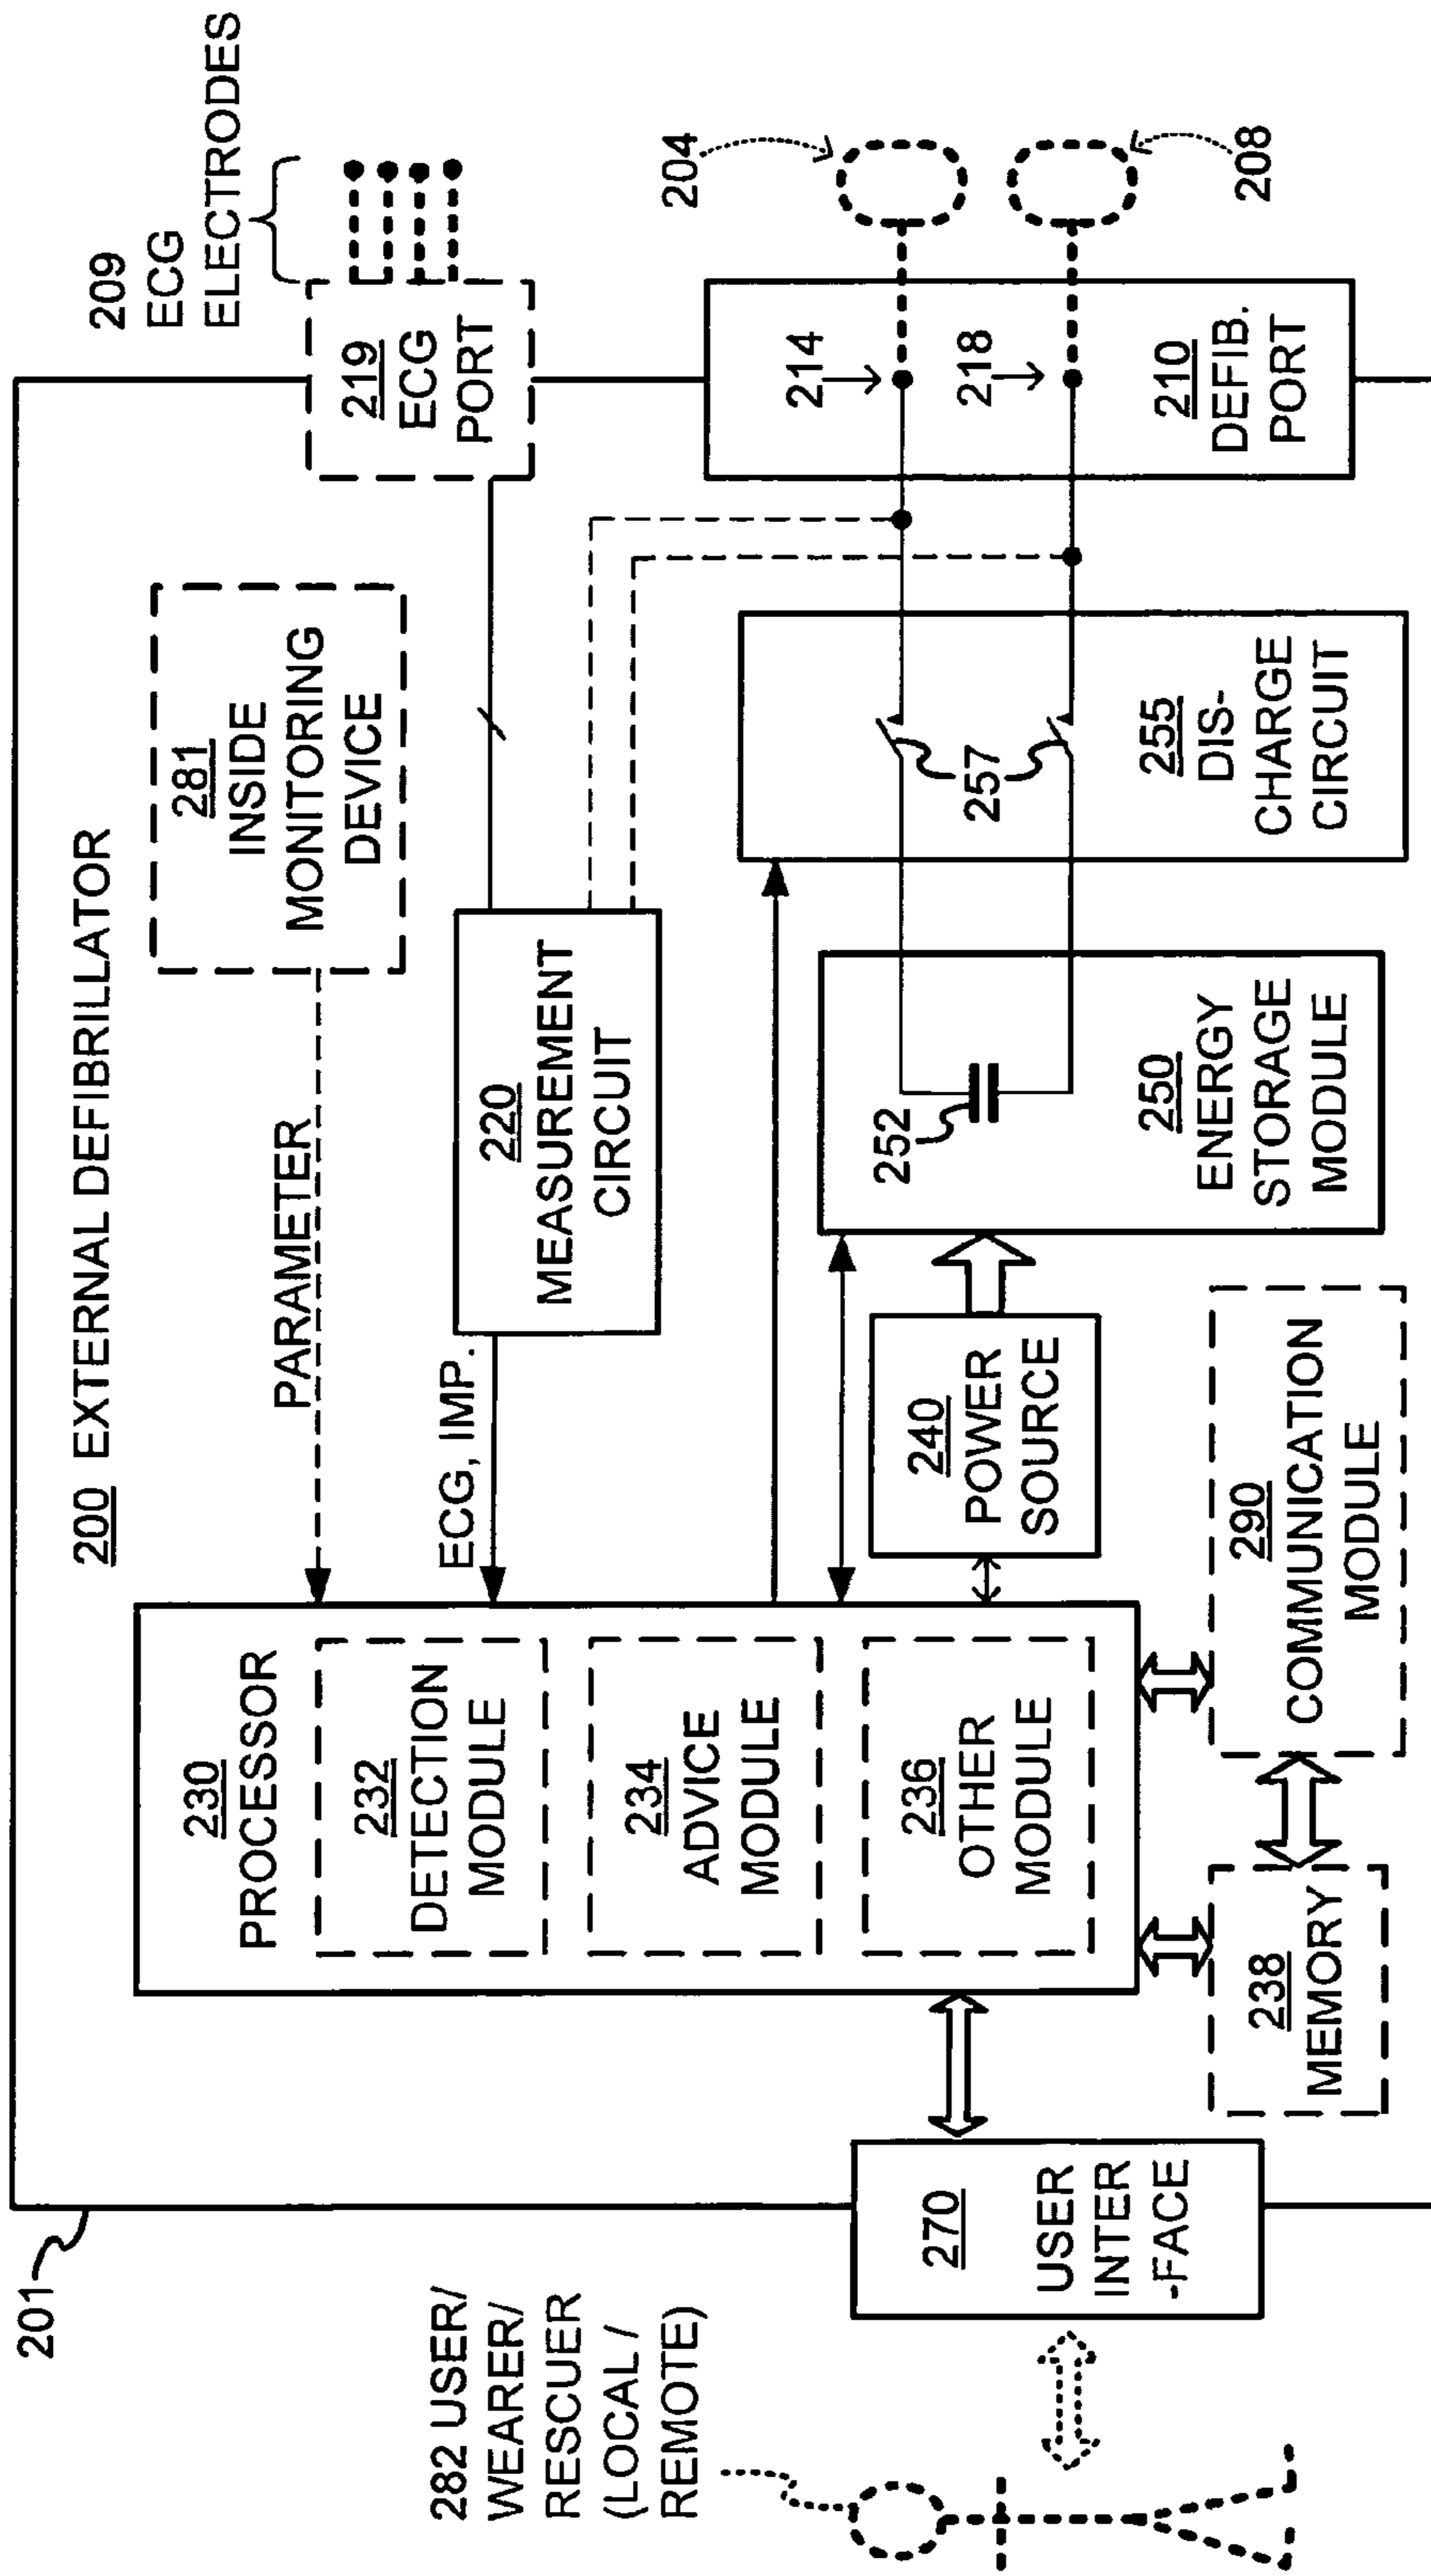 200 EXTERNAL DEFIBRILLATOR
201
282 USER/
WEARER/
RESCUER
(LOCAL /
REMOTE)
270
USER
INTER
-FACE
230
PROCESSOR
232
DETECTION
MODULE
234
ADVICE
MODULE
236
OTHER
MODULE
238
MEMORY
290
COMMUNICATION
MODULE
PARAMETER
ECG, IMP.
281
INSIDE
MONITORING
DEVICE
220
MEASUREMENT
CIRCUIT
240
POWER
SOURCE
252
250
ENERGY
STORAGE
MODULE
257
255
DIS-
CHARGE
CIRCUIT
209
ECG
ELECTRODES
219
ECG
PORT
214
218
210
DEFIB.
PORT
204
208